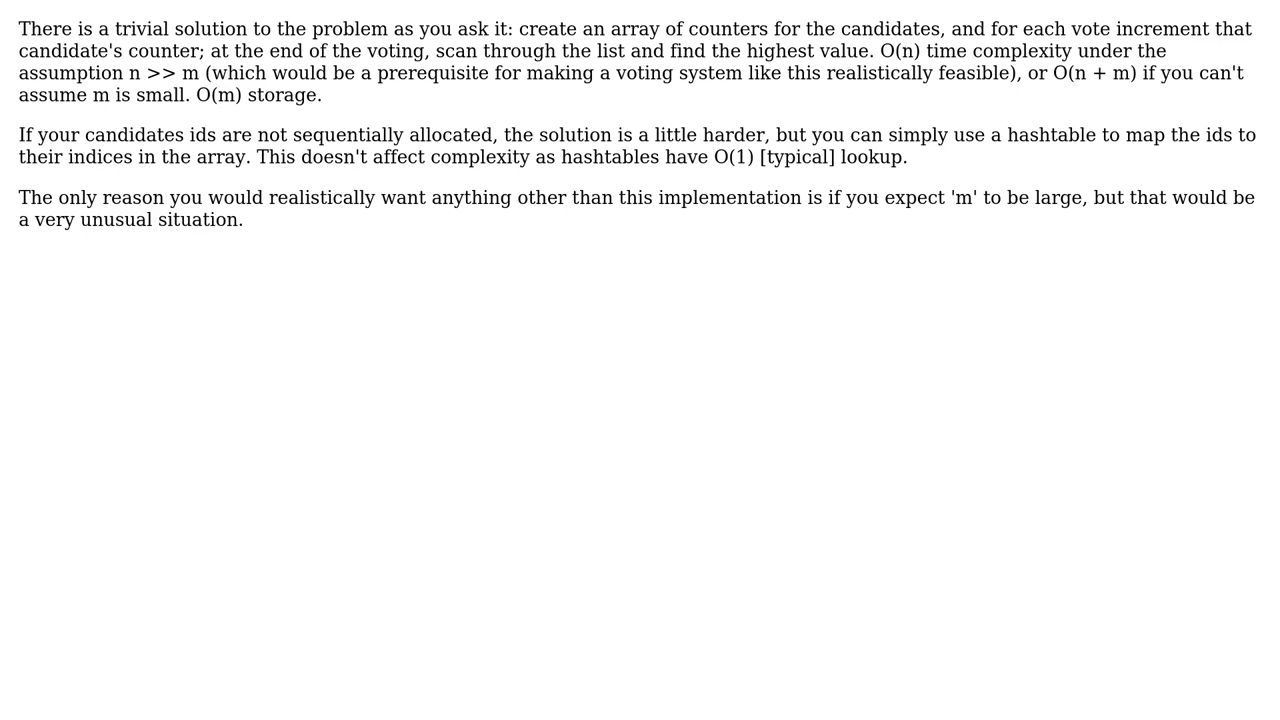 There is a trivial solution to the problem as you ask it: create an array of counters for the candidates, and for each vote increment that
candidate's counter; at the end of the voting, scan through the list and find the highest value. O(n) time complexity under the
assumption n >> m (which would be a prerequisite for making a voting system like this realistically feasible), or O(n + m) if you can't
assume m is small. O(m) storage.
If your candidates ids are not sequentially allocated, the solution is a little harder, but you can simply use a hashtable to map the ids to
their indices in the array. This doesn't affect complexity as hashtables have O(1) [typical] lookup.
The only reason you would realistically want anything other than this implementation is if you expect 'm' to be large, but that would be
a very unusual situation.